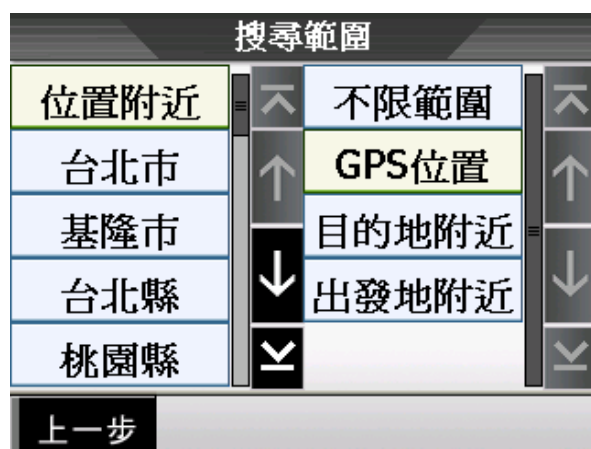 搜尋範圍
位置附近
台北市
基隆市
台北縣
桃園縣
不限範圍
GPS位置
目的地附近
出發地附近
上一步